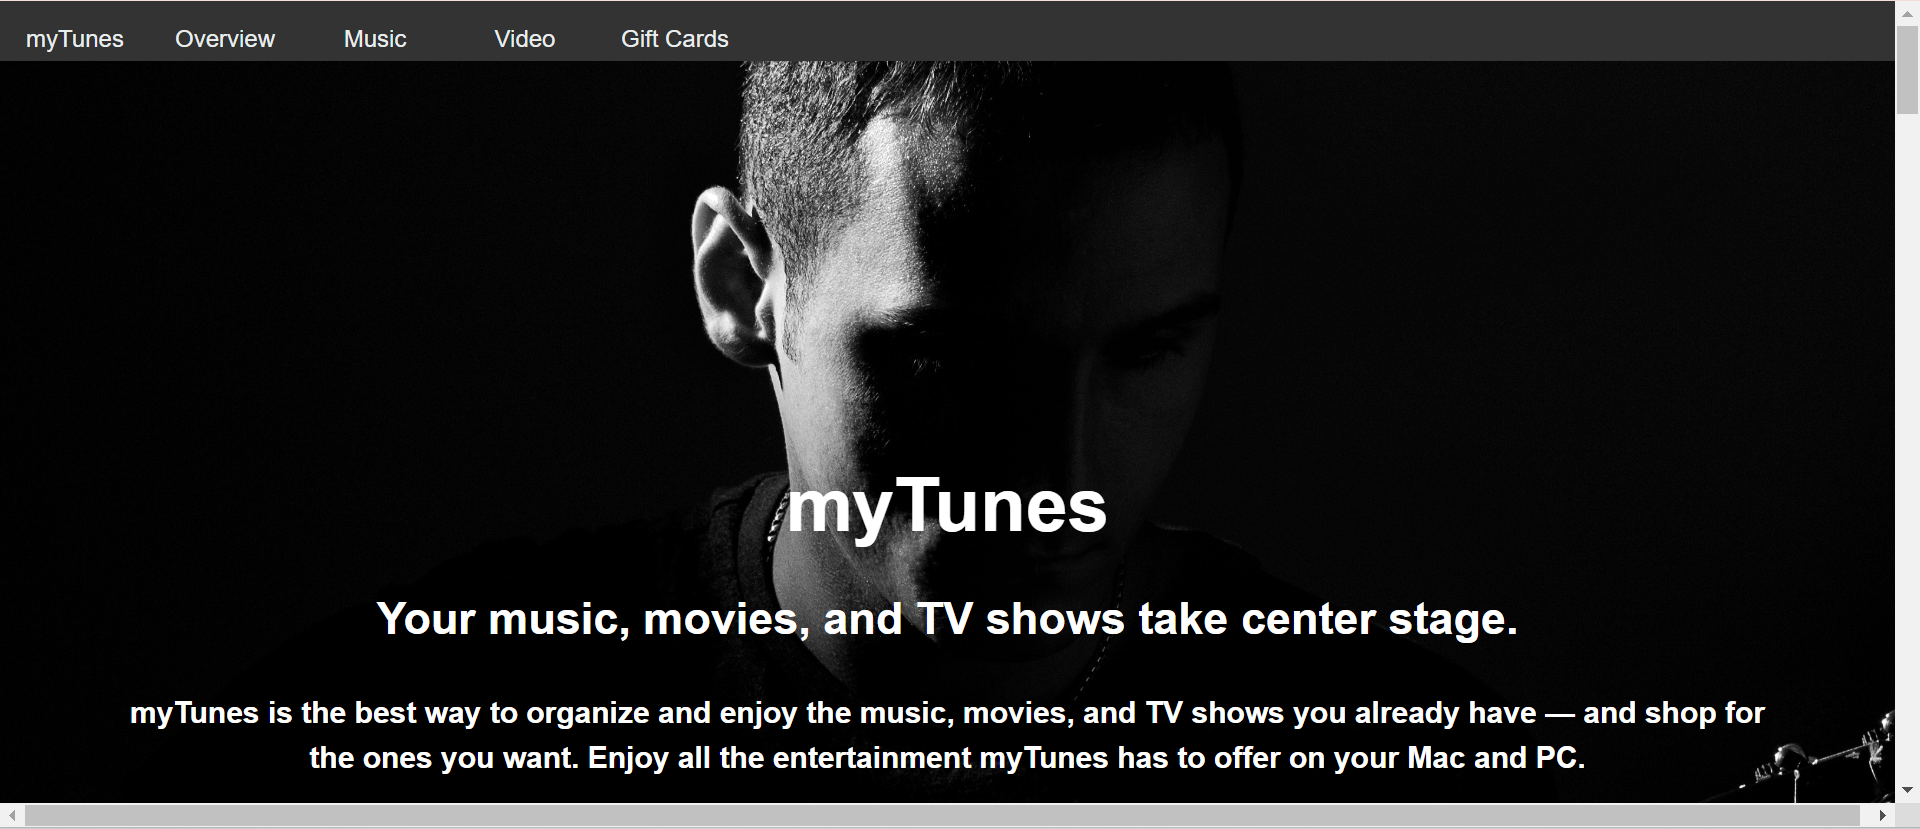 myTunes Overview Music Video Gift Cards
myTunes
Your music, movies, and TV shows take center stage.
myTunes is the best way to organize and enjoy the music, movies, and TV shows you already have — and shop for
the ones you want. Enjoy all the entertainment myTunes has to offer on your Mac and PC.